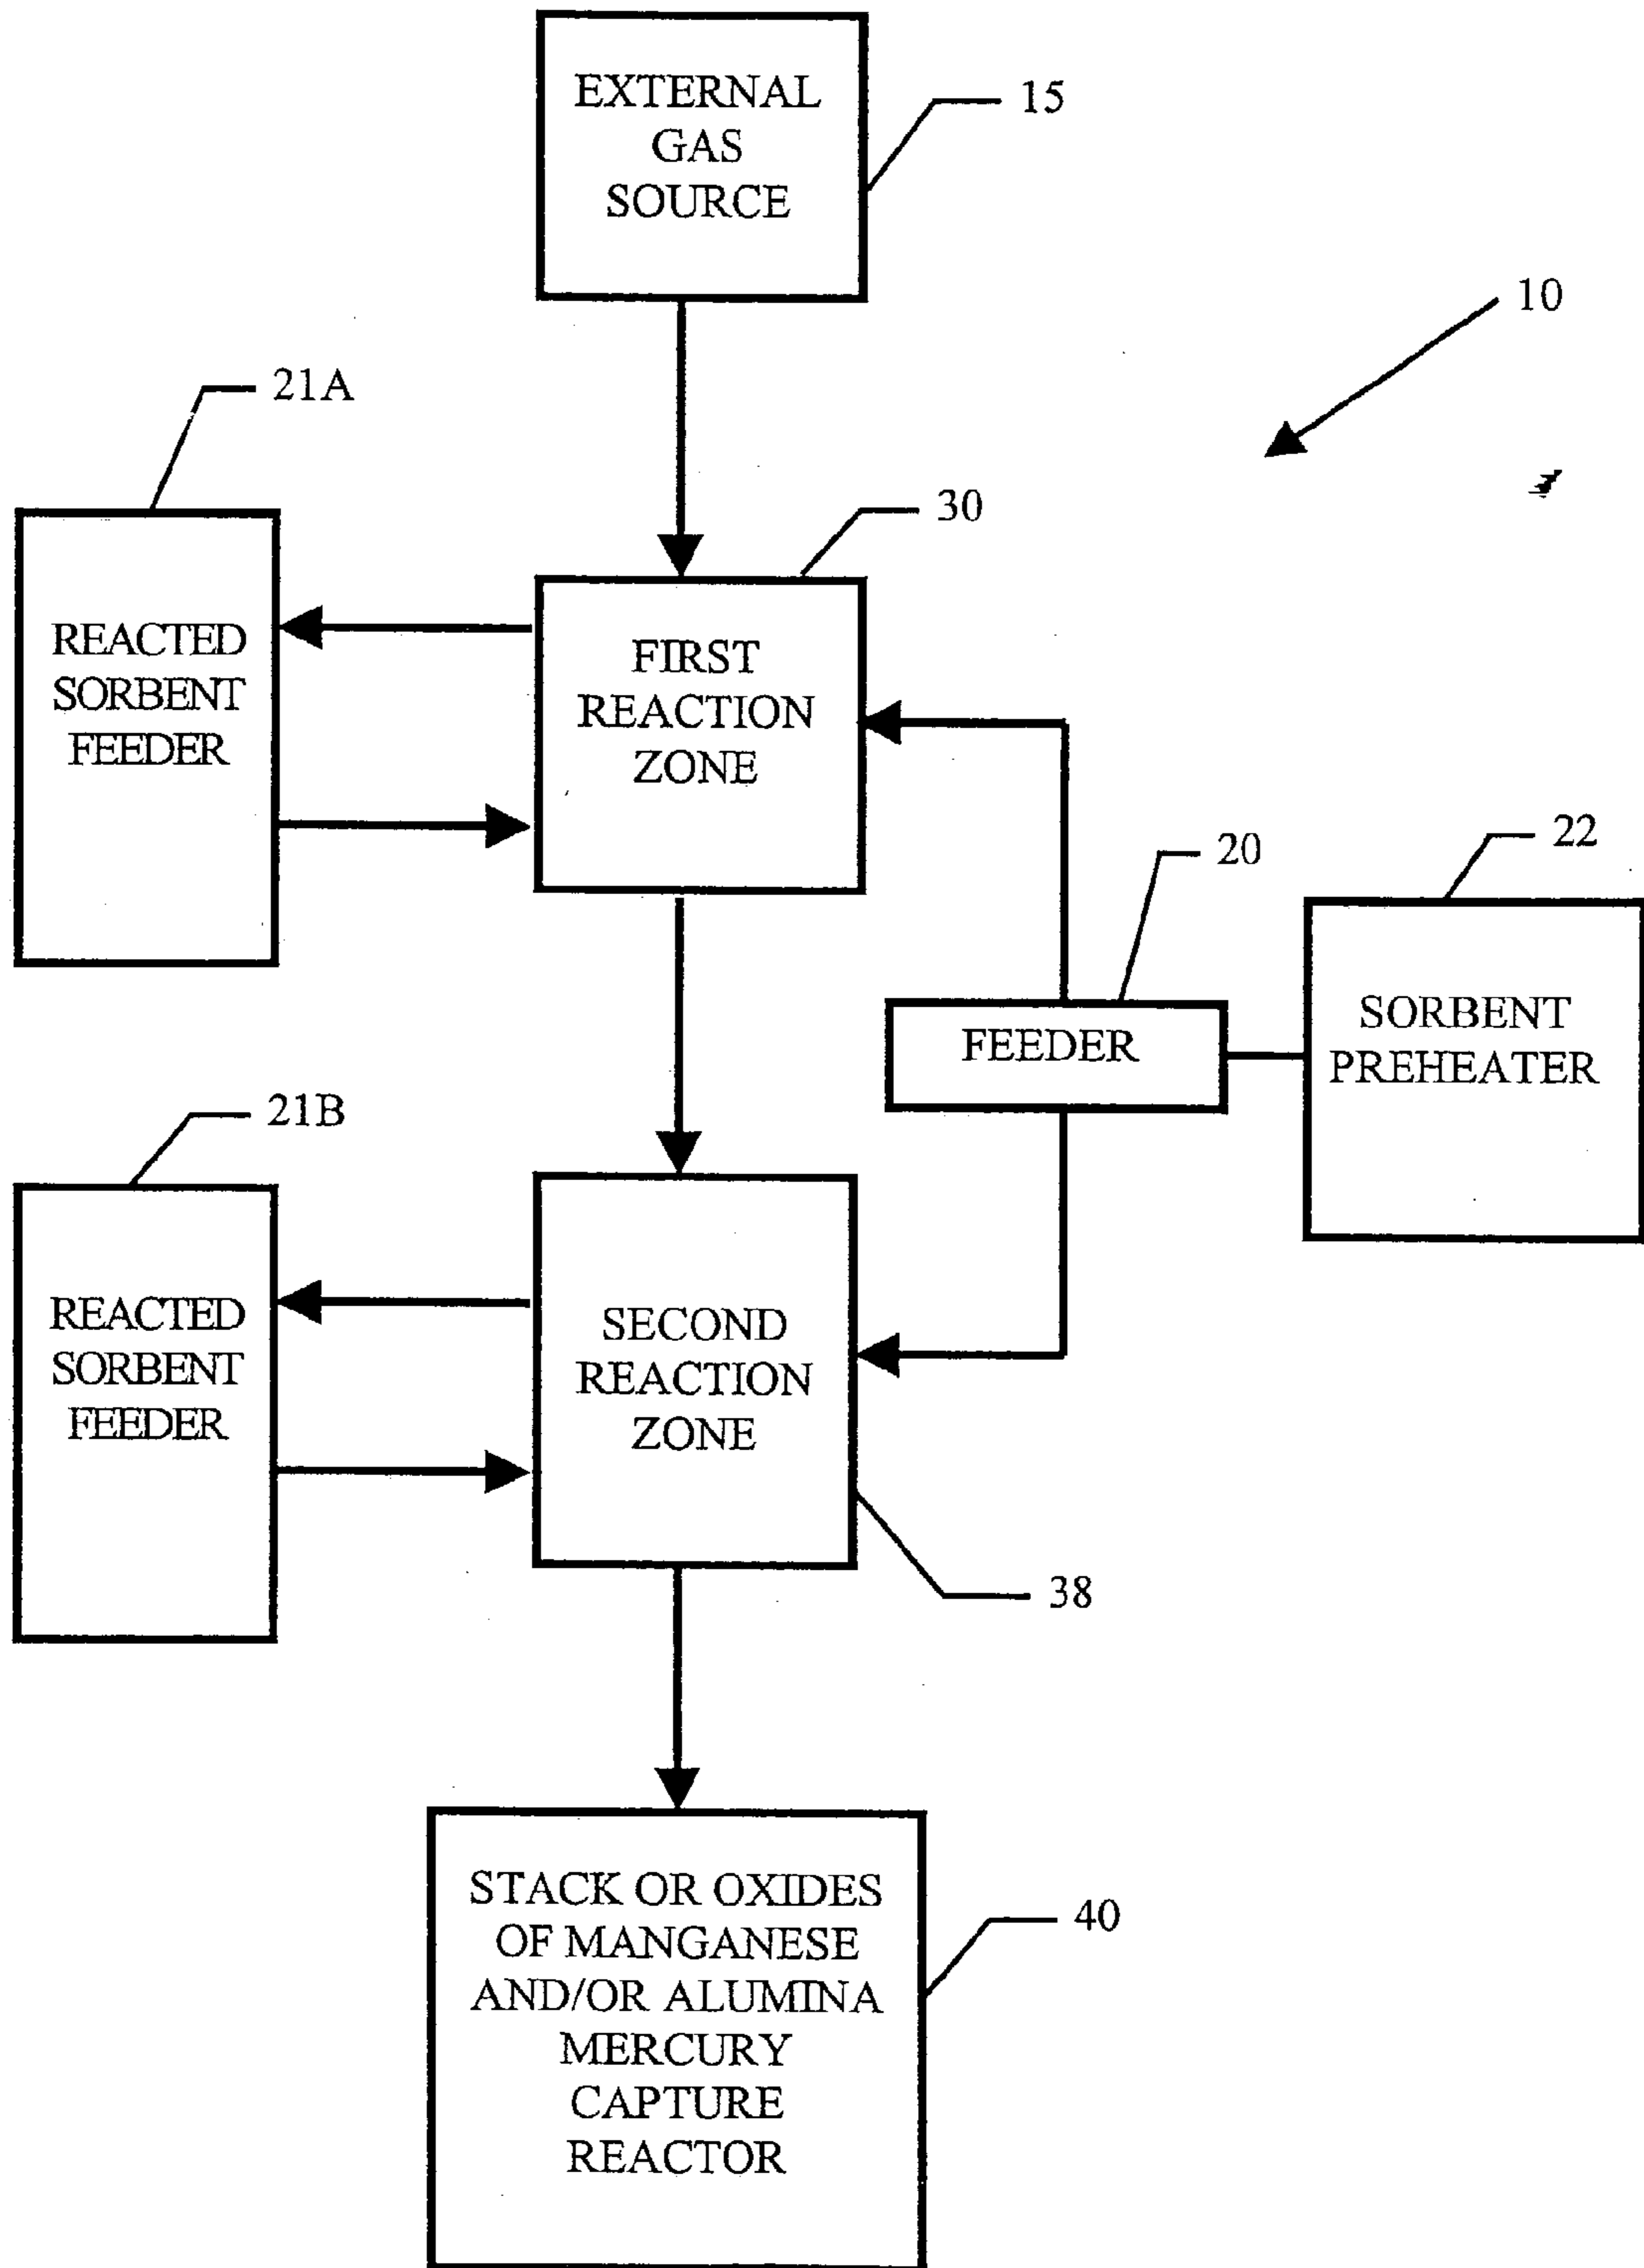 EXTERNAL
GAS
SOURCE
15
10
21A
30
REACTED
SORBENT
FEEDER
FIRST
REACTION
ZONE
20
22
FEEDER
SORBENT
PREHEATER
21B
REACTED
SORBENT
FEEDER
SECOND
REACTION
ZONE
38
STACK OR OXIDES
OF MANGANESE
AND/OR ALUMINA
MERCURY
CAPTURE
REACTOR
40